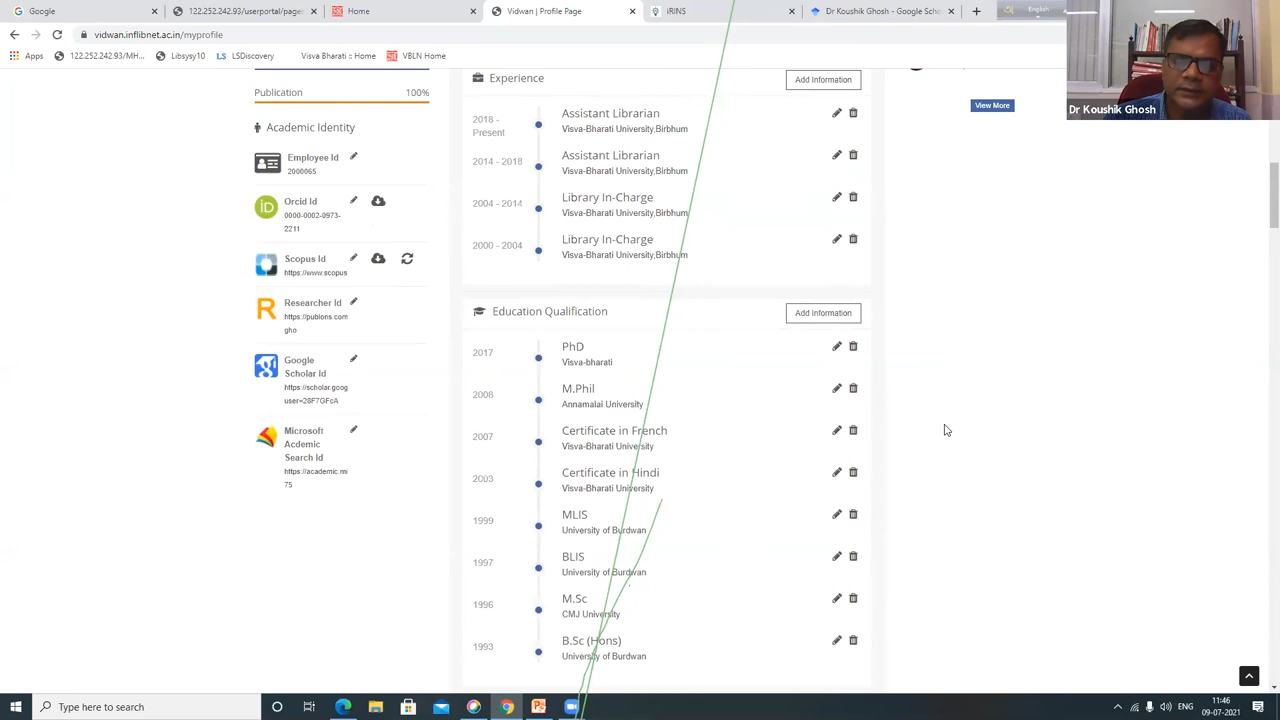 Google
122.252.242.93/userportal
Home
Vidwan | Profile Page
iRINS
Dr Koushik Ghosh - Google Schol
English
vidwan.inflibnet.ac.in/myprofile
Apps
122.252.242.93/MH...
Libsysy10
LSDiscovery
Visva Bharati :: Home
VBLN Home
Dr Koushik Ghosh
View More
Publication 100%
Academic Identity
Employee Id
2000065
Orcid Id
0000-0002-0973-
2211
Scopus Id
https://www.scopus
Researcher Id
https://publons.com
gho
Google
Scholar Id
https://scholar.goog
user=28F7GFcA
Microsoft
Acdemic
Search Id
https://academic.mi
75
Experience
Add Information
2018 -
Present
Assistant Librarian
Visva-Bharati University,Birbhum
2014 - 2018
Assistant Librarian
Visva-Bharati University,Birbhum
2004 - 2014
Library In-Charge
Visva-Bharati University,Birbhum
2000 - 2004
Library In-Charge
Visva-Bharati University,Birbhum
Education Qualification
Add Information
2017
PhD
Visva-bharati
2008
M.Phil
Annamalai University
2007
Certificate in French
Visva-Bharati University
2003
Certificate in Hindi
Visva-Bharati University
1999
MLIS
University of Burdwan
1997
BLIS
University of Burdwan
1996
M.Sc
CMJ University
1993
B.Sc (Hons)
University of Burdwan
Type here to search
ENG
11:46
09-07-2021